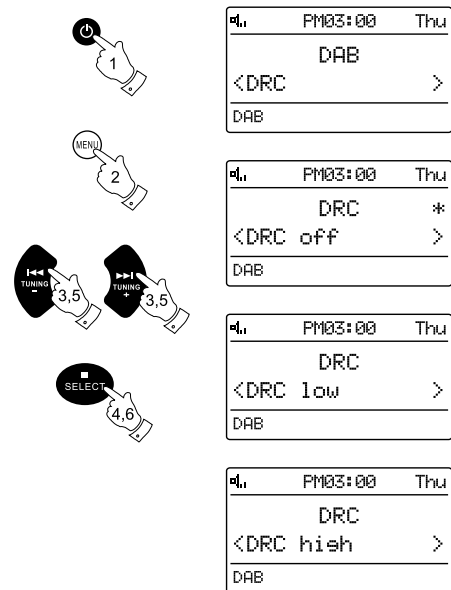 1
MENU
2
TUNING
−
3,5
TUNING
+
3,5
SELECT
4,6
PM03:00 Thu
DAB
<DRC >
DAB
PM03:00 Thu
DRC *
<DRC off >
DAB
PM03:00 Thu
DRC
<DRC low >
DAB
PM03:00 Thu
DRC
<DRC high >
DAB